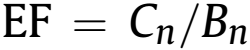 EF = Cₙ/Bₙ